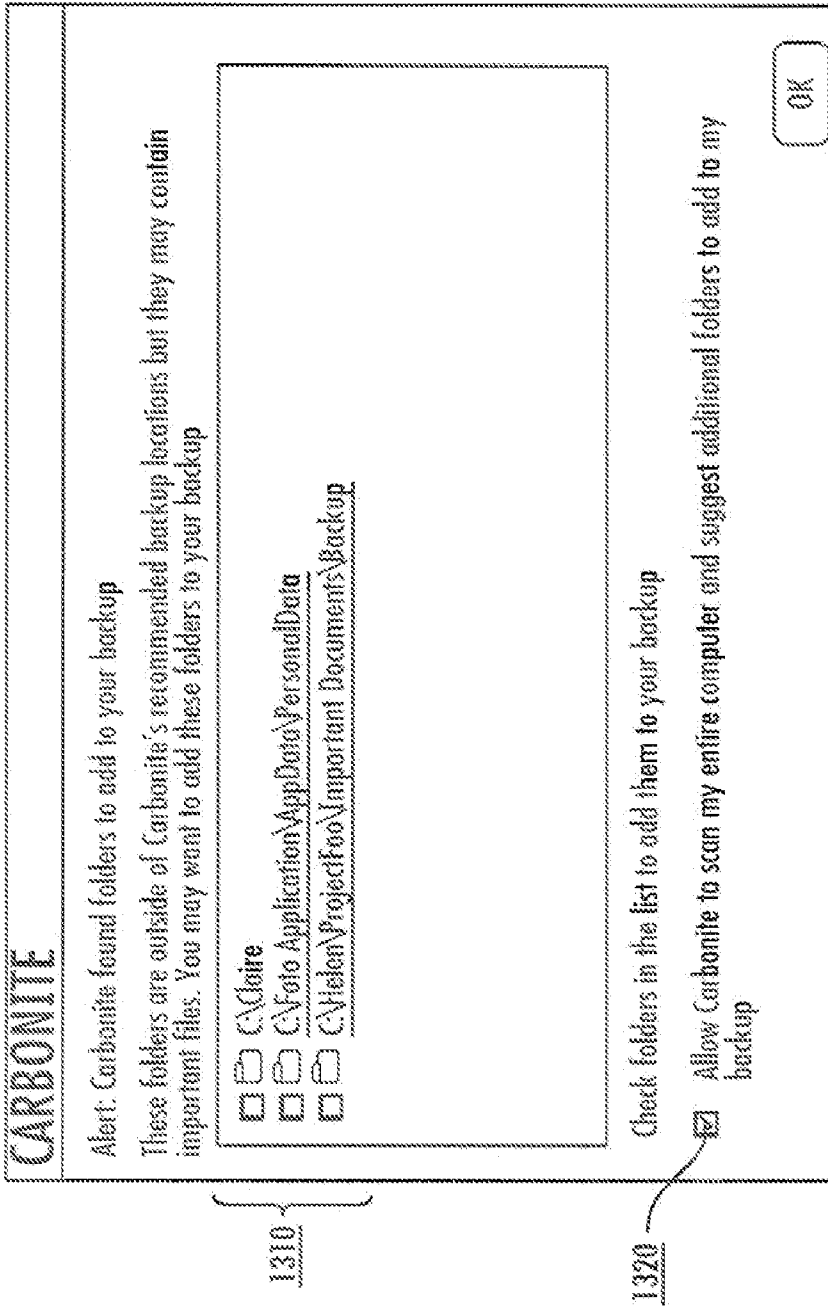 CARBONITE
Alert: Carbonite found folders to add to your backup
These folders are outside of Carbonite's recommended backup locations but they may contain
important files. You may want to add these folders to your backup
C:\Claire
C:\Foto Application\AppData\PersonalData
C:\Helen\ProjectFoo\Important Documents\Backup
1310
Check folders in the list to add them to your backup
Allow Carbonite to scan my entire computer and suggest additional folders to add to my
backup
1320
OK